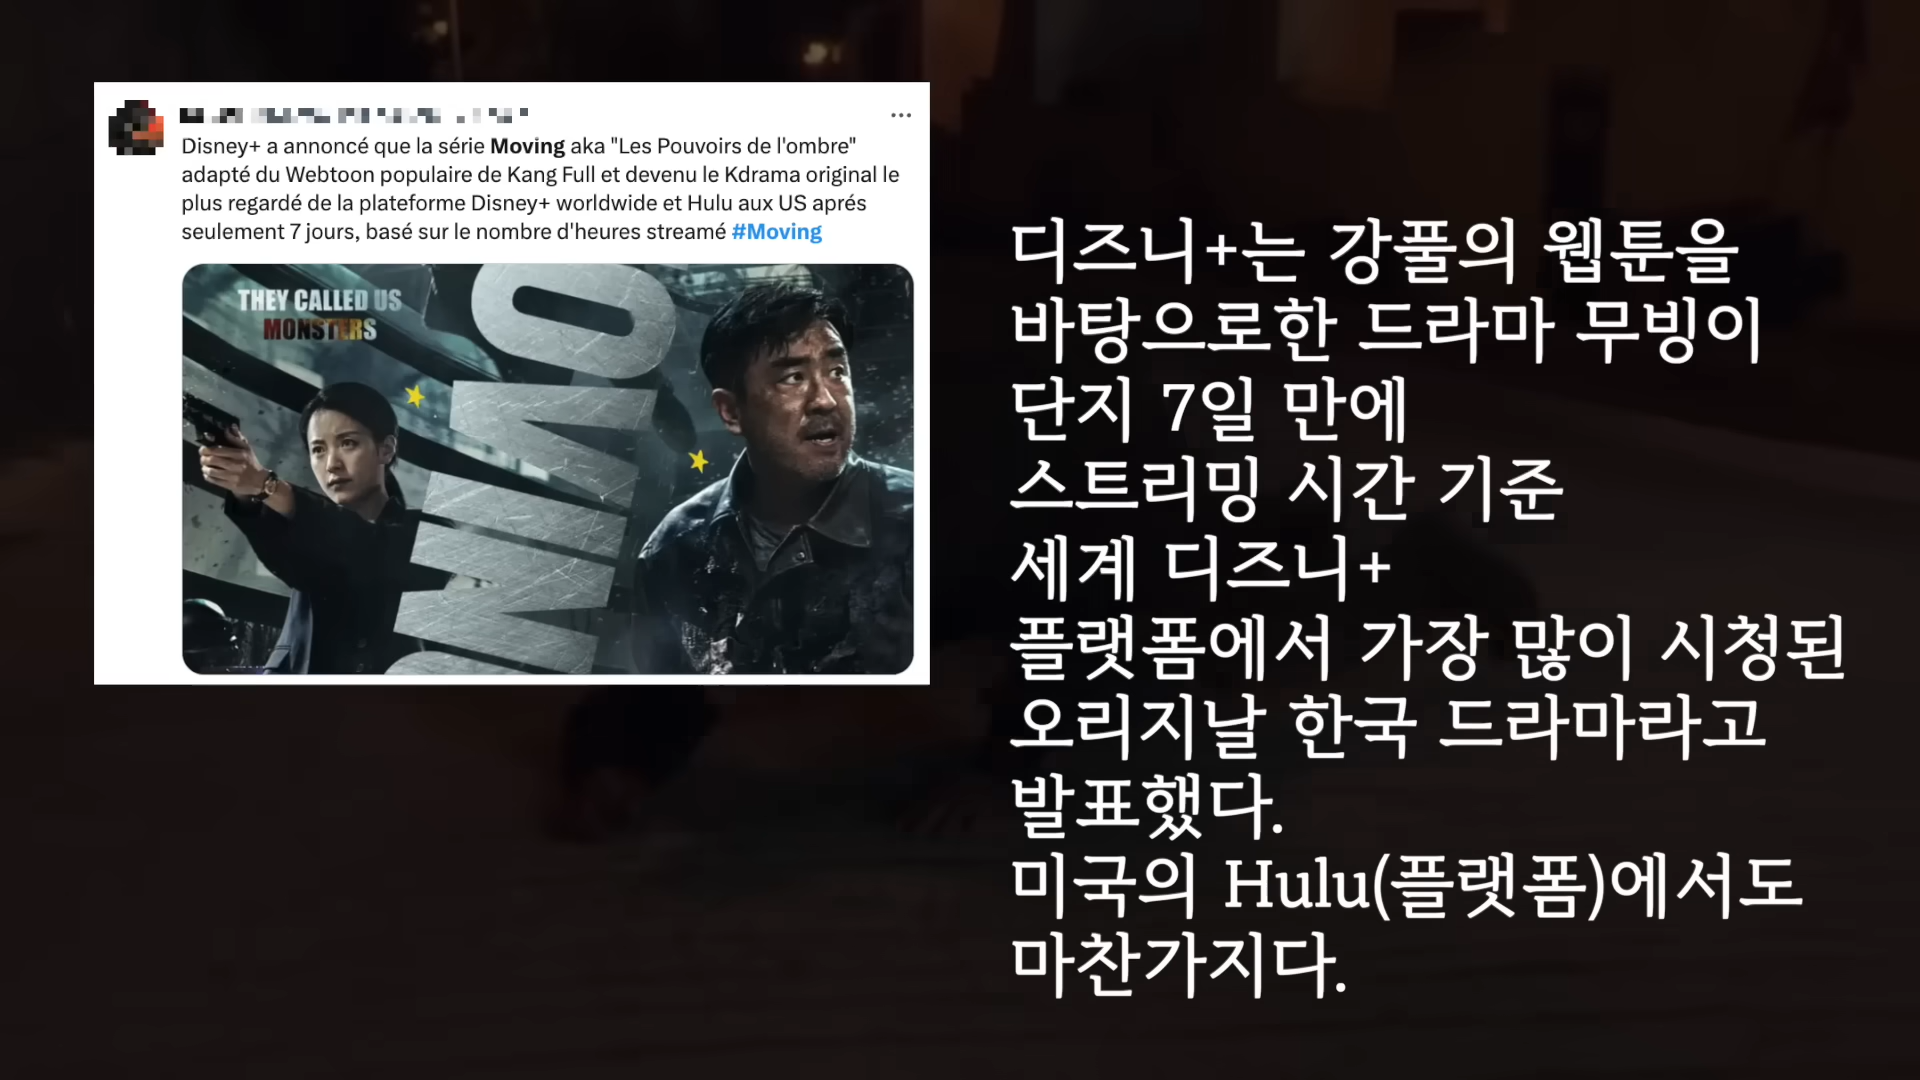 Disney+ a annoncé que la série Moving aka "Les Pouvoirs de l'ombre"
adapté du Webtoon populaire de Kang Full et devenu le Kdrama original le
plus regardé de la plateforme Disney+ worldwide et Hulu aux US aprés
seulement 7 jours, basé sur le nombre d'heures streamé #Moving
THEY CALLED US
MONSTERS
디즈니+는 강풀의 웹툰을
바탕으로한 드라마 무빙이
단지 7일 만에
스트리밍 시간 기준
세계 디즈니+
플랫폼에서 가장 많이 시청된
오리지날 한국 드라마라고
발표했다.
미국의 Hulu(플랫폼)에서도
마찬가지다.